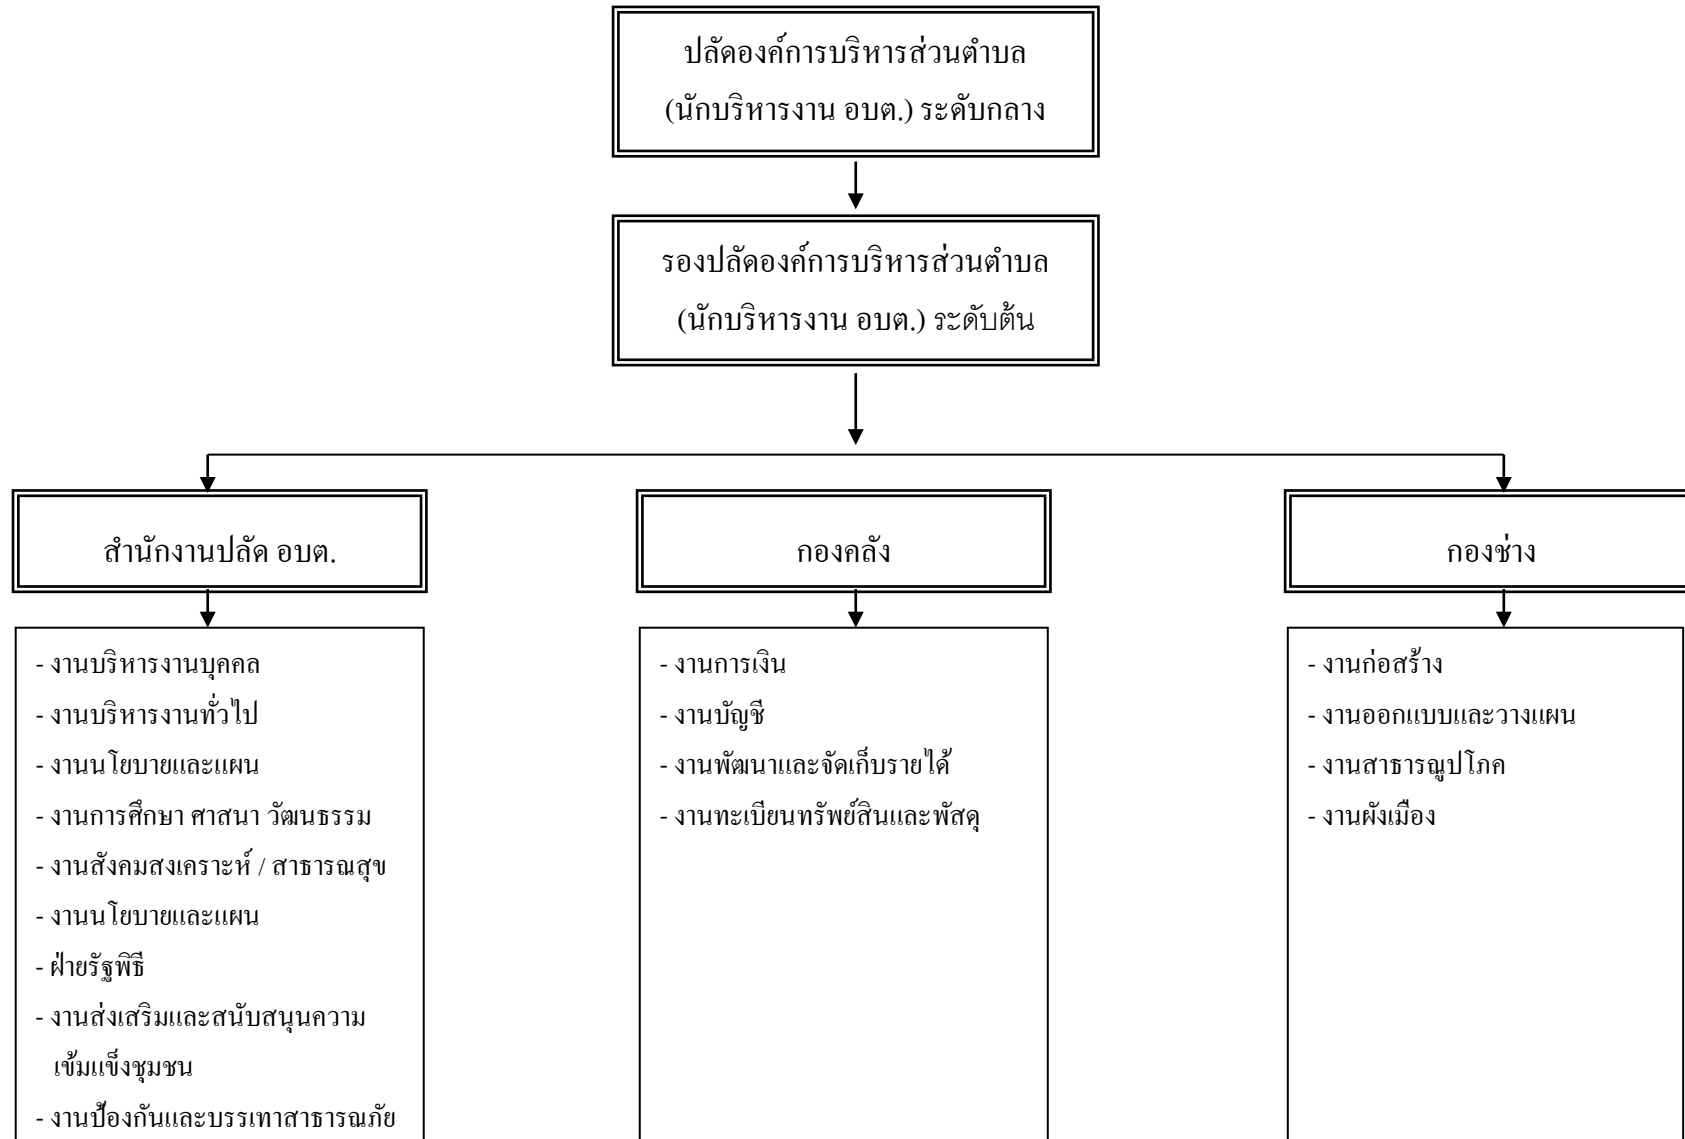 ปลัดองค์การบริหารส่วนตำบล
(นักบริหารงาน อบต.) ระดับกลาง
รองปลัดองค์การบริหารส่วนตำบล
(นักบริหารงาน อบต.) ระดับต้น
สำนักงานปลัด อบต.
- งานบริหารงานบุคคล
- งานบริหารงานทั่วไป
- งานนโยบายและแผน
- งานการศึกษา ศาสนา วัฒนธรรม
- งานสังคมสงเคราะห์ / สาธารณสุข
- งานนโยบายและแผน
- ฝ่ายรัฐพิธี
- งานส่งเสริมและสนับสนุนความ
เข้มแข็งชุมชน
- งานป้องกันและบรรเทาสาธารณภัย
กองคลัง
- งานการเงิน
- งานบัญชี
- งานพัฒนาและจัดเก็บรายได้
- งานทะเบียนทรัพย์สินและพัสดุ
กองช่าง
- งานก่อสร้าง
- งานออกแบบและวางแผน
- งานสาธารณูปโภค
- งานผังเมือง